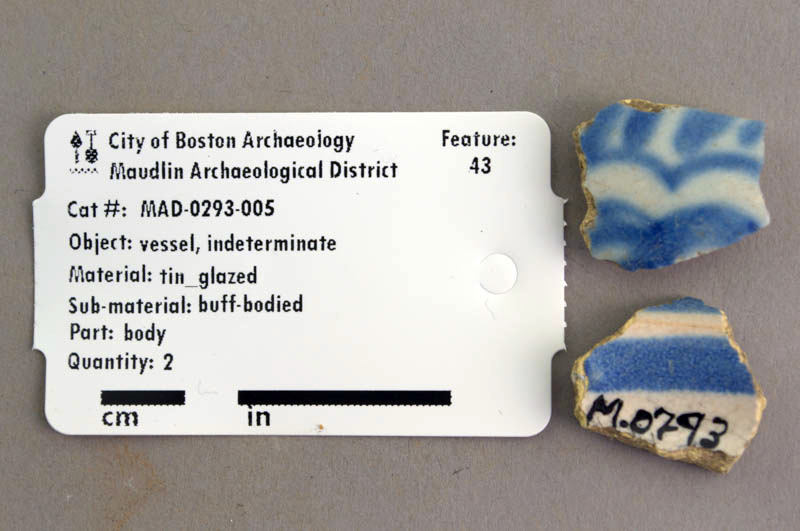 City of Boston Archaeology
Maudlin Archaeological District
Feature:
43
Cat #: MAD-0293-005
Object: vessel, indeterminate
Material: tin_glazed
Sub-material: buff-bodied
Part: body
Quantity: 2
cm
in
M.0793